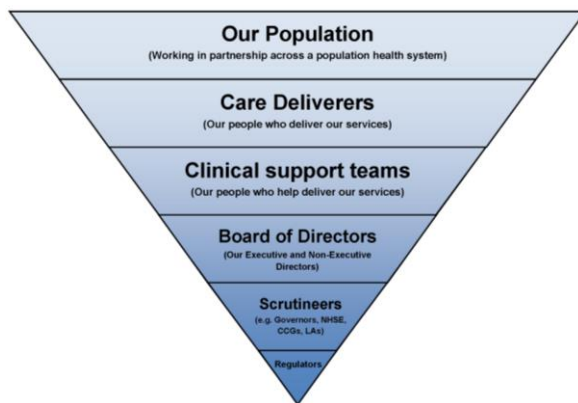 Our Population
(Working in partnership across a population health system)
Care Deliverers
(Our people who deliver our services)
Clinical support teams
(Our people who help deliver our services)
Board of Directors
(Our Executive and Non-Executive
Directors)
Scrutineers
(e.g. Governors, NHSE,
CCGs, LAs)
Regulators